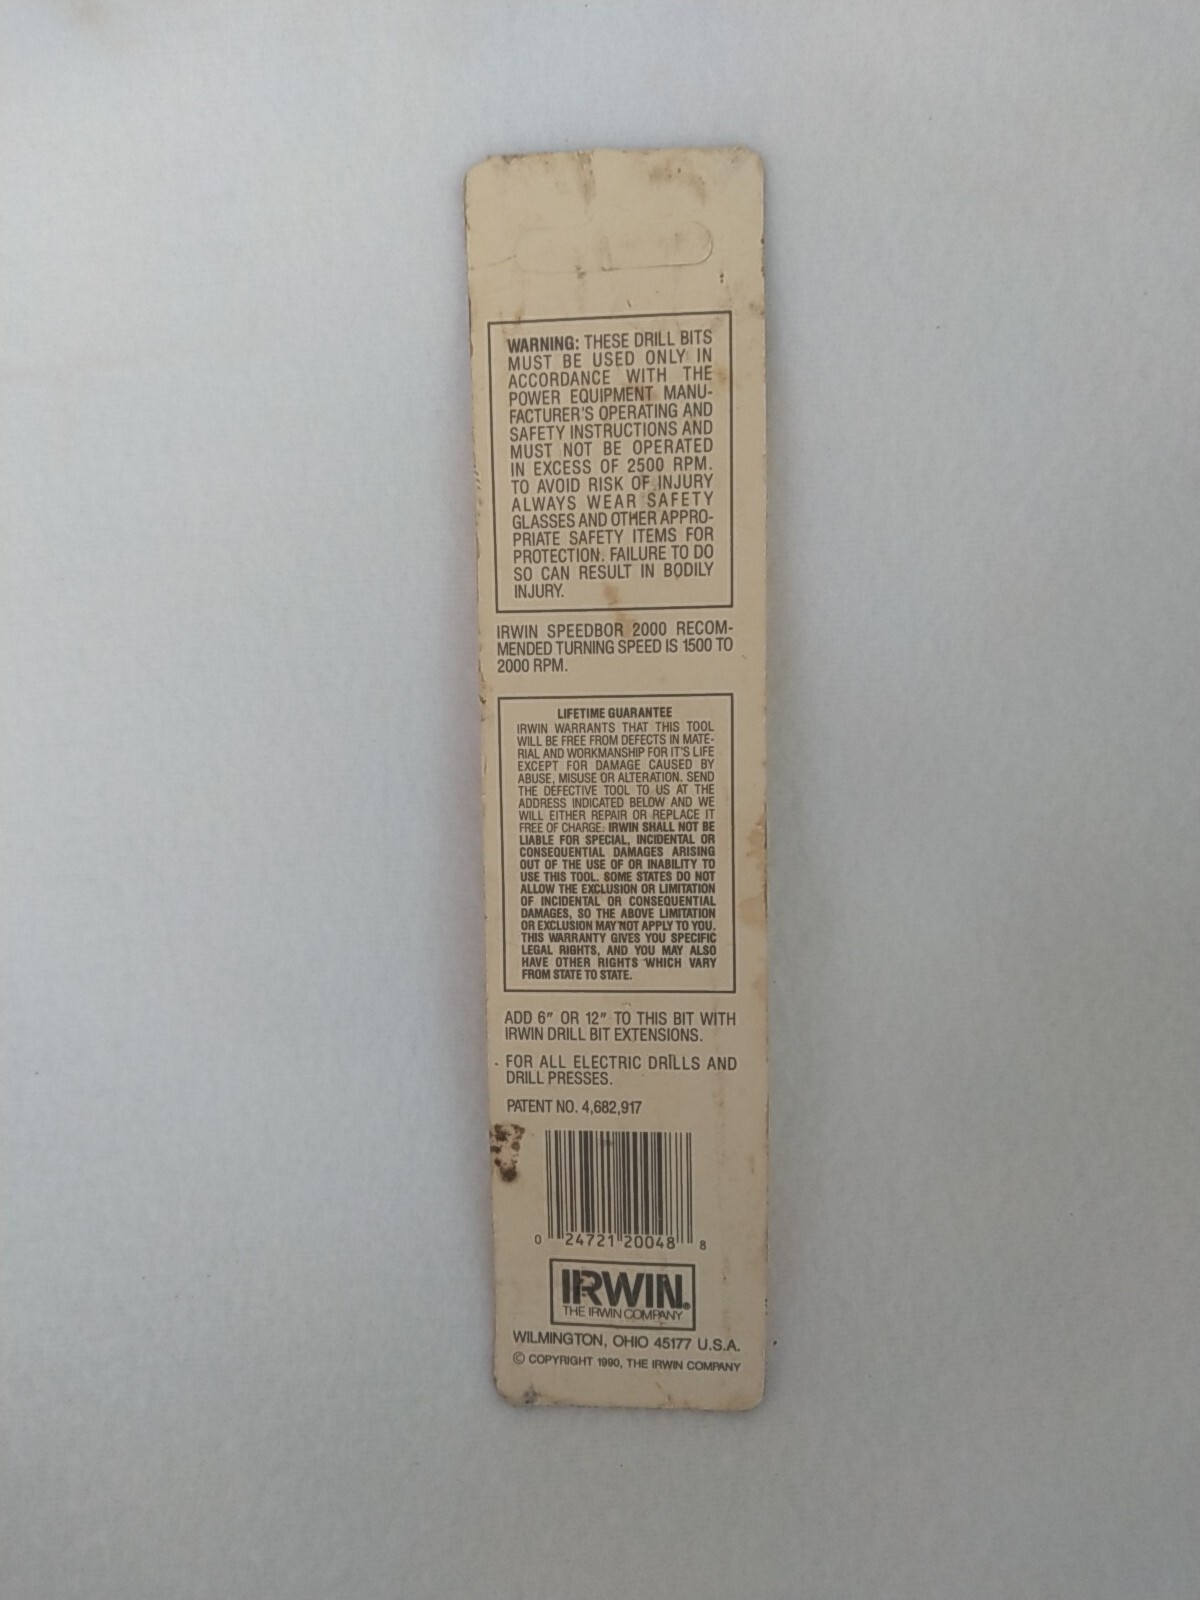 WARNING: THESE DRILL BITS
MUST BE USED ONLY IN
ACCORDANCE WITH THE
POWER EQUIPMENT MANU-
FACTURER'S OPERATING AND
SAFETY INSTRUCTIONS AND
MUST NOT BE OPERATED
IN EXCESS OF 2500 RPM.
TO AVOID RISK OF INJURY
ALWAYS WEAR SAFETY
GLASSES AND OTHER APPRO-
PRIATE SAFETY ITEMS FOR
PROTECTION. FAILURE TO DO
SO CAN RESULT IN BODILY
INJURY.
IRWIN SPEEDBOR 2000 RECOM-
MENDED TURNING SPEED IS 1500 TO
2000 RPM.
LIFETIME GUARANTEE
IRWIN WARRANTS THAT THIS TOOL
WILL BE FREE FROM DEFECTS IN MATE-
RIAL AND WORKMANSHIP FOR IT'S LIFE
EXCEPT FOR DAMAGE CAUSED BY
ABUSE, MISUSE OR ALTERATION. SEND
THE DEFECTIVE TOOL TO US AT THE
ADDRESS INDICATED BELOW AND WE
WILL EITHER REPAIR OR REPLACE IT
FREE OF CHARGE. IRWIN SHALL NOT BE
LIABLE FOR SPECIAL, INCIDENTAL OR
CONSEQUENTIAL DAMAGES ARISING
OUT OF THE USE OF OR INABILITY TO
USE THIS TOOL. SOME STATES DO NOT
ALLOW THE EXCLUSION OR LIMITATION
OF INCIDENTAL OR CONSEQUENTIAL
DAMAGES, SO THE ABOVE LIMITATION
OR EXCLUSION MAY NOT APPLY TO YOU.
THIS WARRANTY GIVES YOU SPECIFIC
LEGAL RIGHTS, AND YOU MAY ALSO
HAVE OTHER RIGHTS WHICH VARY
FROM STATE TO STATE.
ADD 6" OR 12" TO THIS BIT WITH
IRWIN DRILL BIT EXTENSIONS.
FOR ALL ELECTRIC DRILLS AND
DRILL PRESSES.
PATENT NO. 4,682,917
0 24721 20048 8
IRWIN®
THE IRWIN COMPANY
WILMINGTON, OHIO 45177 U.S.A.
© COPYRIGHT 1990, THE IRWIN COMPANY